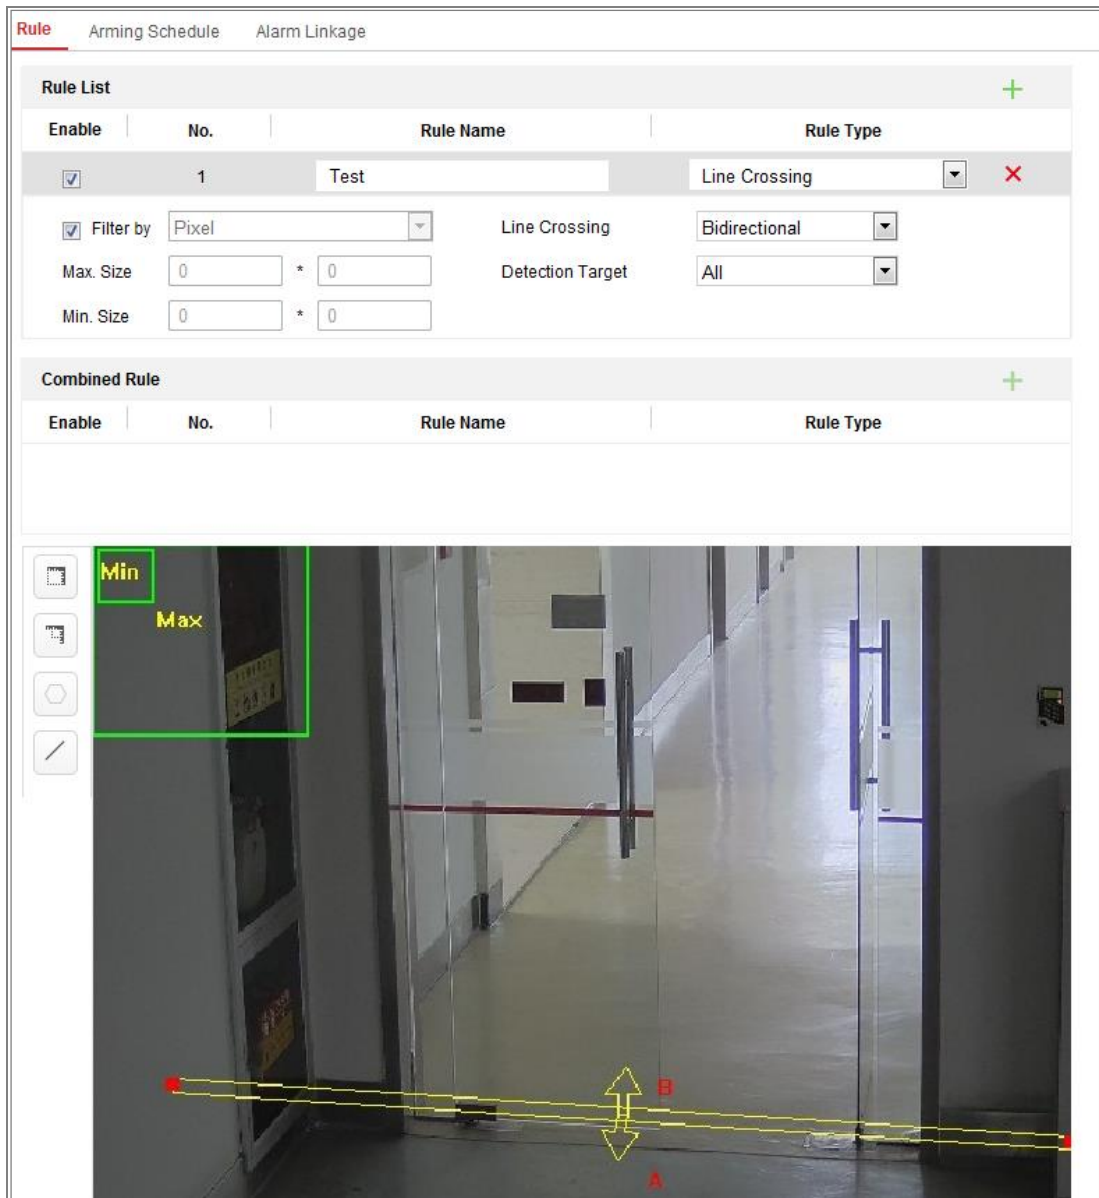 Rule Arming Schedule Alarm Linkage
Rule List
Enable No. Rule Name Rule Type
1 Test Line Crossing
Filter by Pixel Line Crossing Bidirectional
Max. Size 0 * 0 Detection Target All
Min. Size 0 * 0
Combined Rule
Enable No. Rule Name Rule Type
Min
Max
B
A